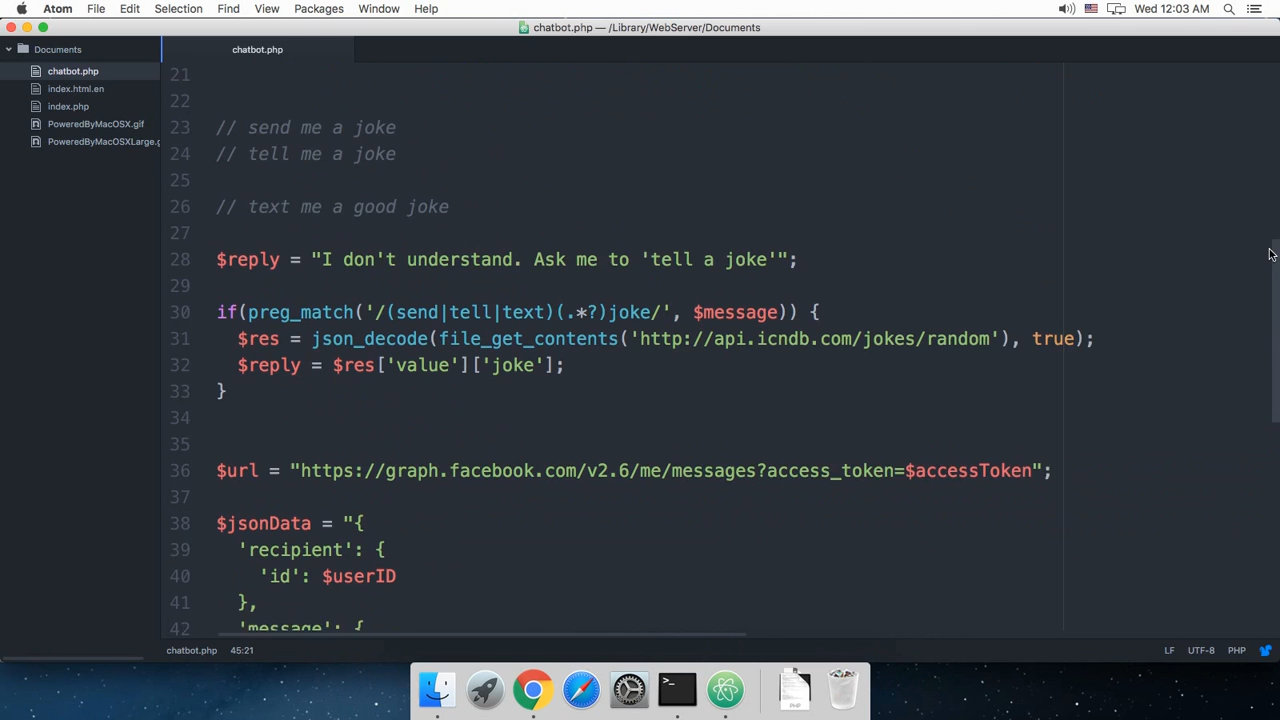 Atom File Edit Selection Find View Packages Window Help Wed 12:03 AM
chatbot.php — /Library/WebServer/Documents
Documents
chatbot.php
index.html.en
index.php
PoweredByMacOSX.gif
PoweredByMacOSXLarge.g
chatbot.php
21
22
23 // send me a joke
24 // tell me a joke
25
26 // text me a good joke
27
28 $reply = "I don't understand. Ask me to 'tell a joke'";
29
30 if(preg_match('/(send|tell|text)(.*?)joke/', $message)) {
31 $res = json_decode(file_get_contents('http://api.icndb.com/jokes/random'), true);
32 $reply = $res['value']['joke'];
33 }
34
35
36 $url = "https://graph.facebook.com/v2.6/me/messages?access_token=$accessToken";
37
38 $jsonData = "{
39 'recipient': {
40 'id': $userID
41 },
42 'message': {
chatbot.php 45:21 LF UTF-8 PHP
PHP